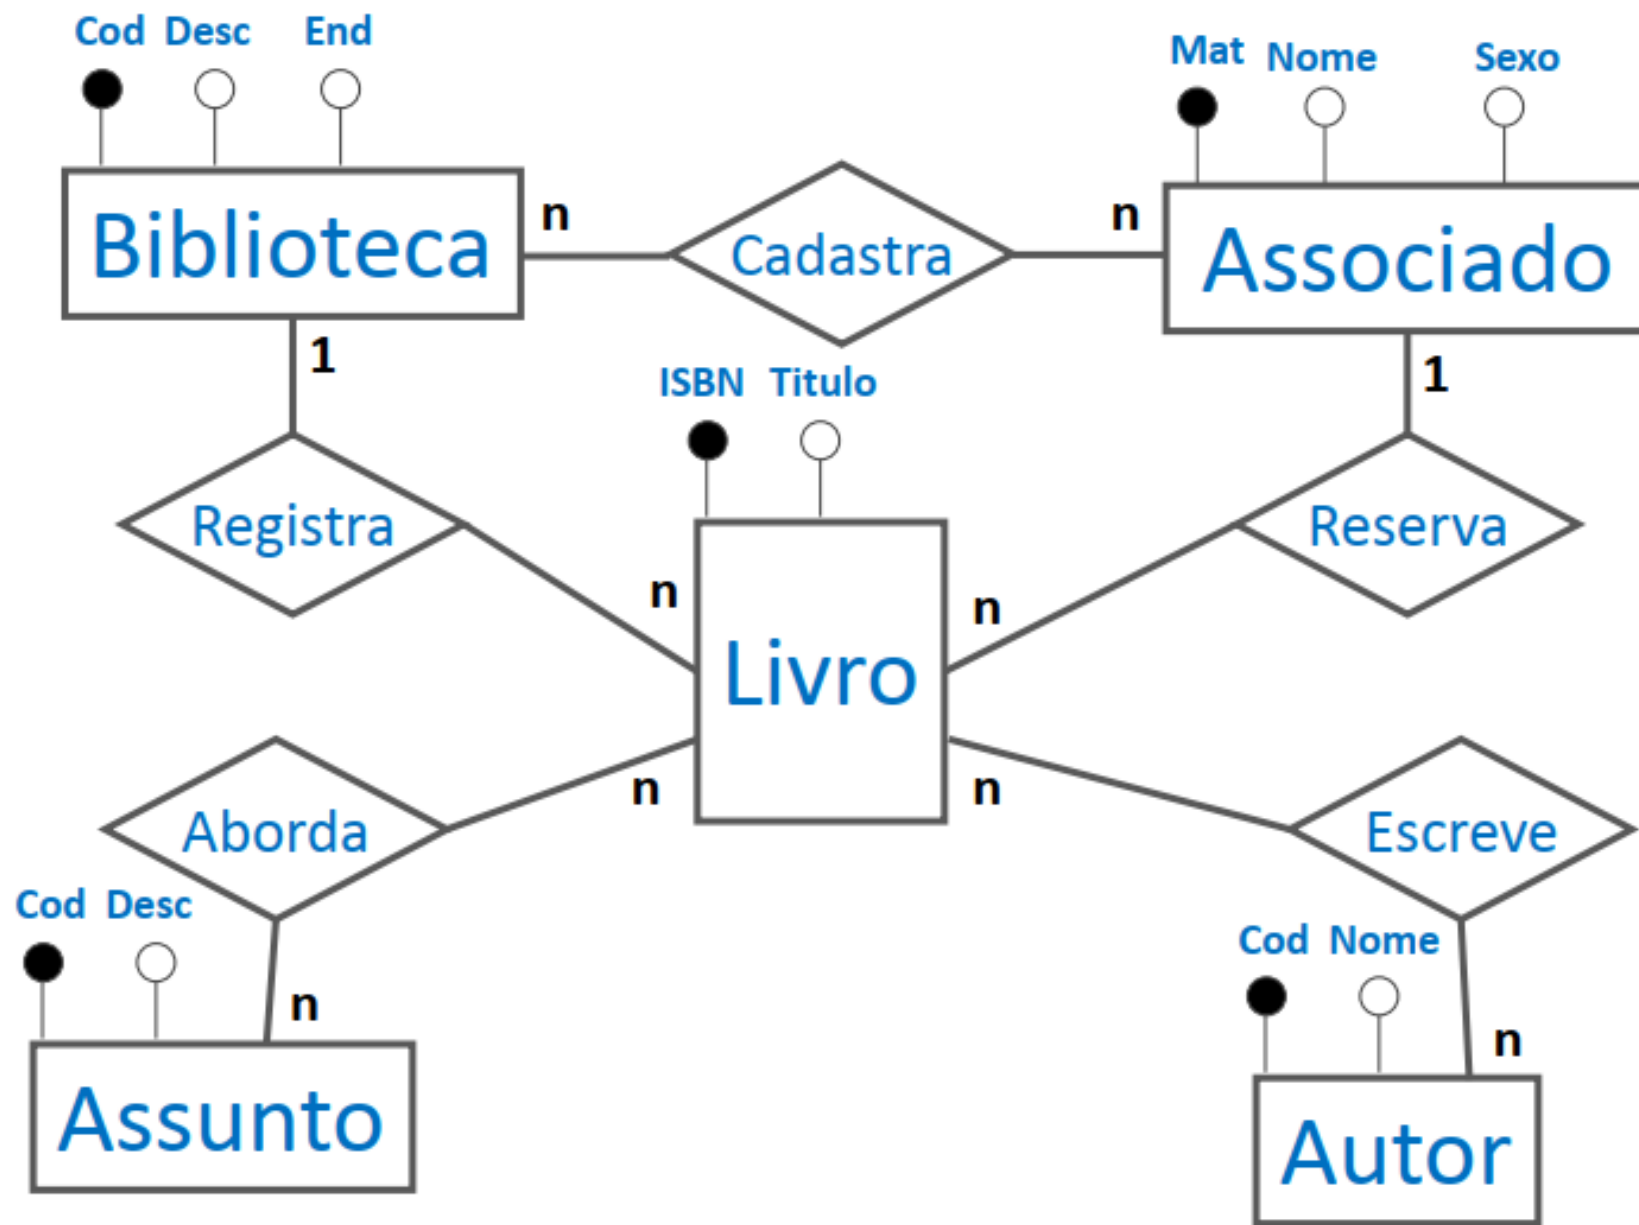 Cod Desc End
Mat Nome Sexo
Biblioteca
n
Cadastra
n
Associado
1
1
ISBN Titulo
Registra
Reserva
n
n
Livro
n
n
Aborda
Escreve
Cod Desc
Cod Nome
n
n
Assunto
Autor